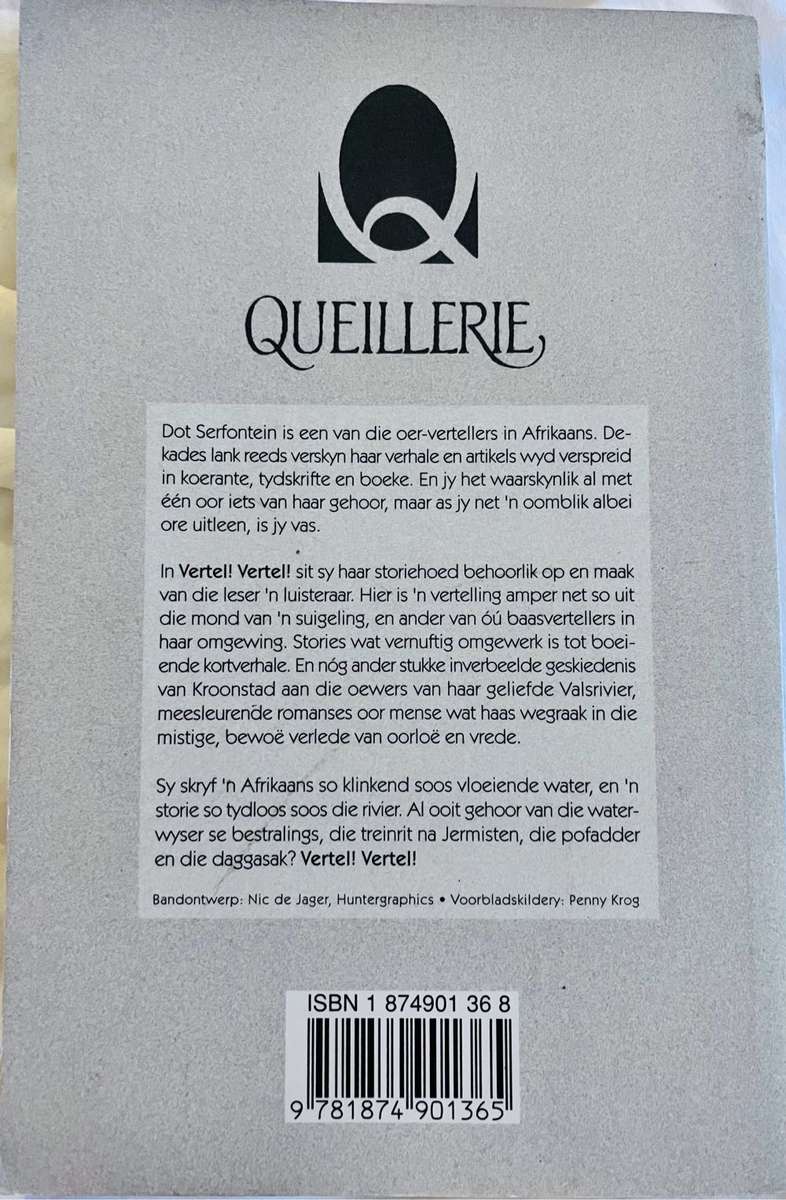 QUEILLERIE
Dot Serfontein is een van die oer-vertellers in Afrikaans. De-
kades lank reeds verskyn haar verhale en artikels wyd verspreid
in koerante, tydskrifte en boeke. En jy het waarskynlik al met
één oor iets van haar gehoor, maar as jy net 'n oomblik albei
ore uitleen, is jy vas.
In Vertel! Vertel! sit sy haar storiehoed behoorlik op en maak
van die leser 'n luisteraar. Hier is 'n vertelling amper net so uit
die mond van 'n suigeling, en ander van óú baasvertellers in
haar omgewing. Stories wat vernuftig omgewerk is tot boei-
ende kortverhale. En nóg ander stukke inverbeelde geskiedenis
van Kroonstad aan die oewers van haar geliefde Valsrivier,
meesleurende romanses oor mense wat haas wegraak in die
mistige, bewoë verlede van oorloë en vrede.
Sy skryf 'n Afrikaans so klinkend soos vloeiende water, en 'n
storie so tydloos soos die rivier. Al ooit gehoor van die water-
wyser se bestralings, die treinrit na Jermisten, die pofadder
en die daggasak? Vertel! Vertel!
Bandontwerp: Nic de Jager, Huntergraphics • Voorbladskildery: Penny Krog
ISBN 1 874901 36 8
9 781874 901365